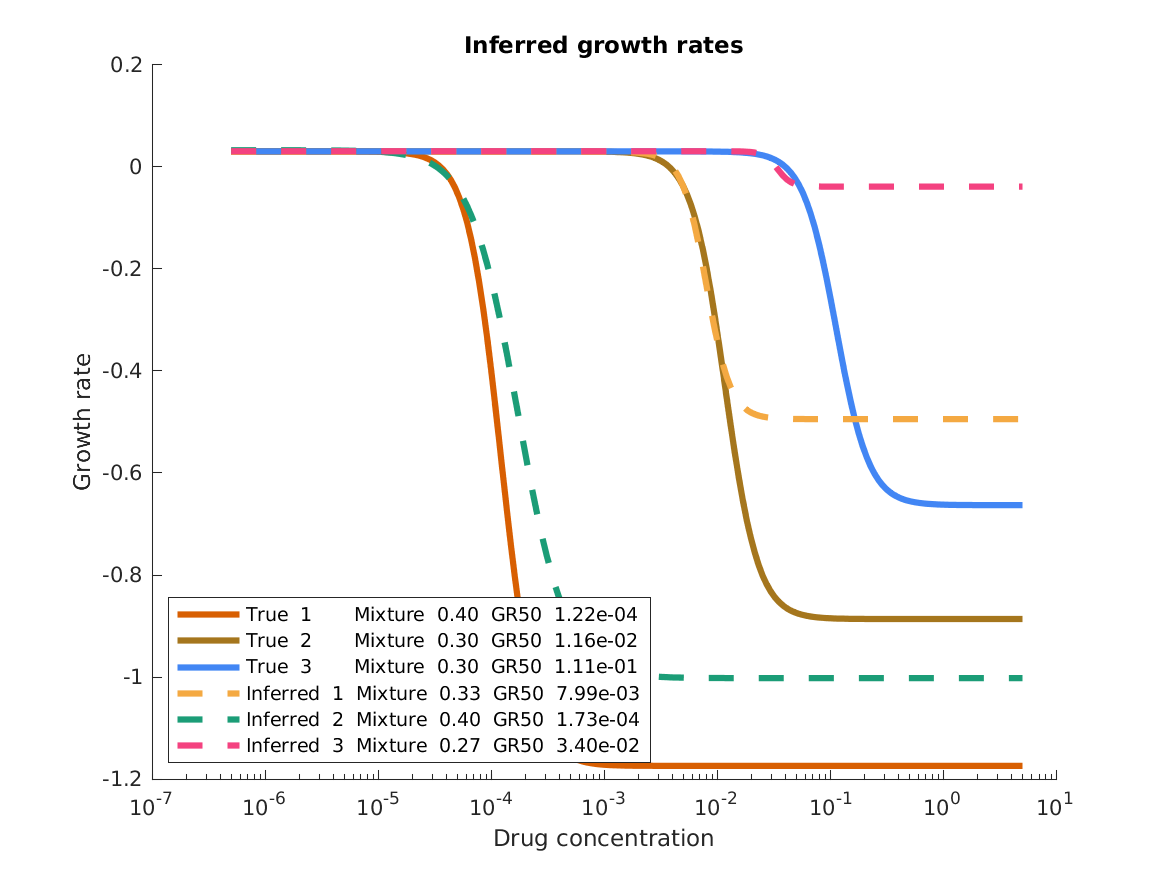 Inferred growth rates
0.2
0
-0.2
-0.4
-0.6
-0.8
-1
-1.2
Growth rate
True 1 Mixture 0.40 GR50 1.22e-04
True 2 Mixture 0.30 GR50 1.16e-02
True 3 Mixture 0.30 GR50 1.11e-01
Inferred 1 Mixture 0.33 GR50 7.99e-03
Inferred 2 Mixture 0.40 GR50 1.73e-04
Inferred 3 Mixture 0.27 GR50 3.40e-02
10^-7 10^-6 10^-5 10^-4 10^-3 10^-2 10^-1 10^0 10^1
Drug concentration